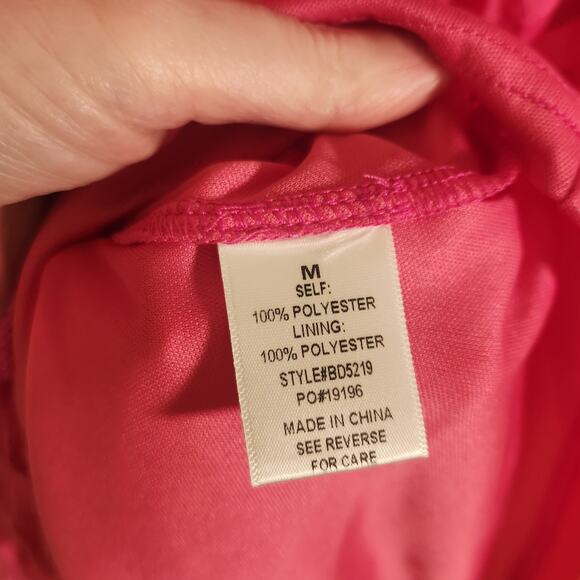 M
SELF:
100% POLYESTER
LINING:
100% POLYESTER
STYLE#BD5219
PO#19196
MADE IN CHINA
SEE REVERSE
FOR CARE